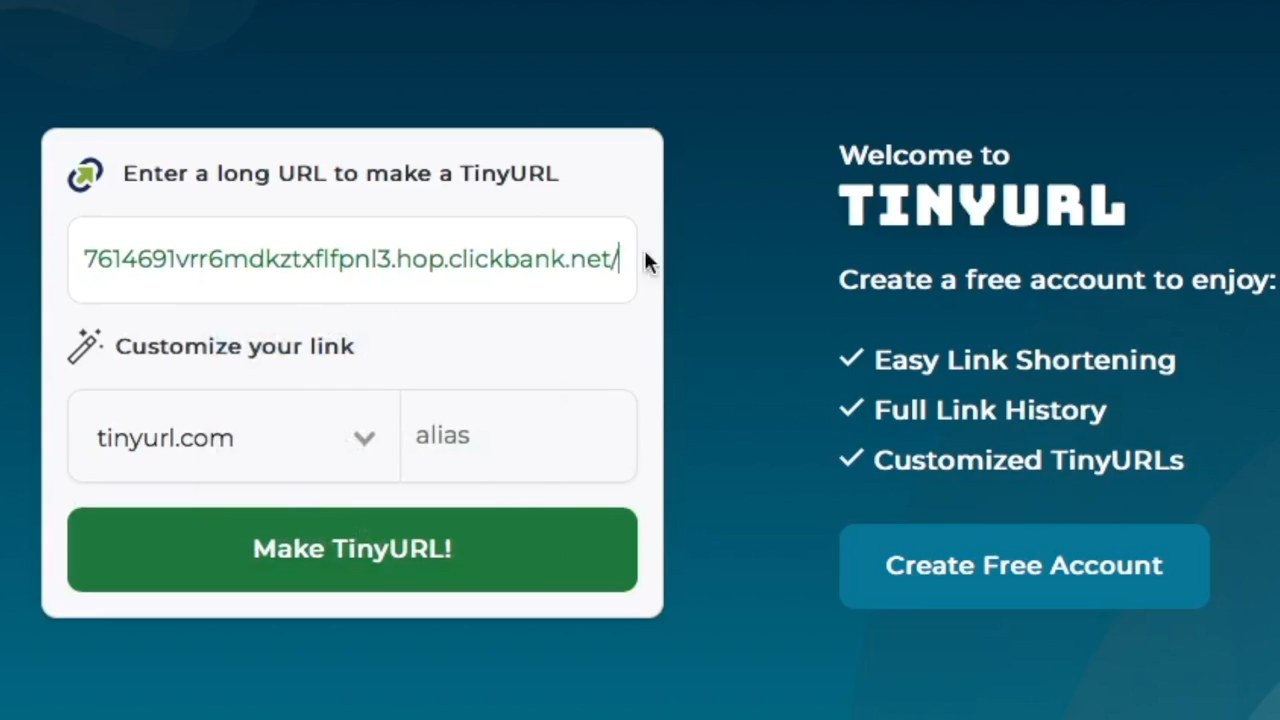 Enter a long URL to make a TinyURL
7614691vrr6mdkztxflfpnl3.hop.clickbank.net/
Customize your link
tinyurl.com
alias
Make TinyURL!
Welcome to
TINYURL
Create a free account to enjoy:
Easy Link Shortening
Full Link History
Customized TinyURLs
Create Free Account